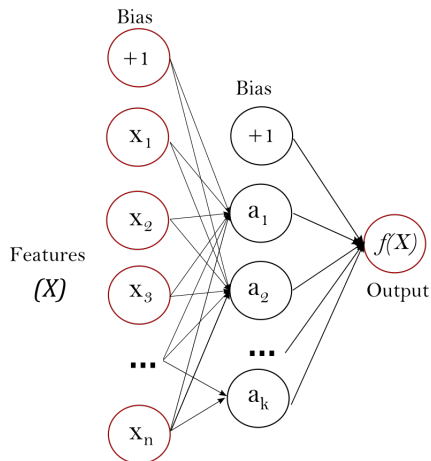 Bias
+1
x1
x2
x3
...
xn
Features
(X)
Bias
+1
a1
a2
...
ak
f(X)
Output